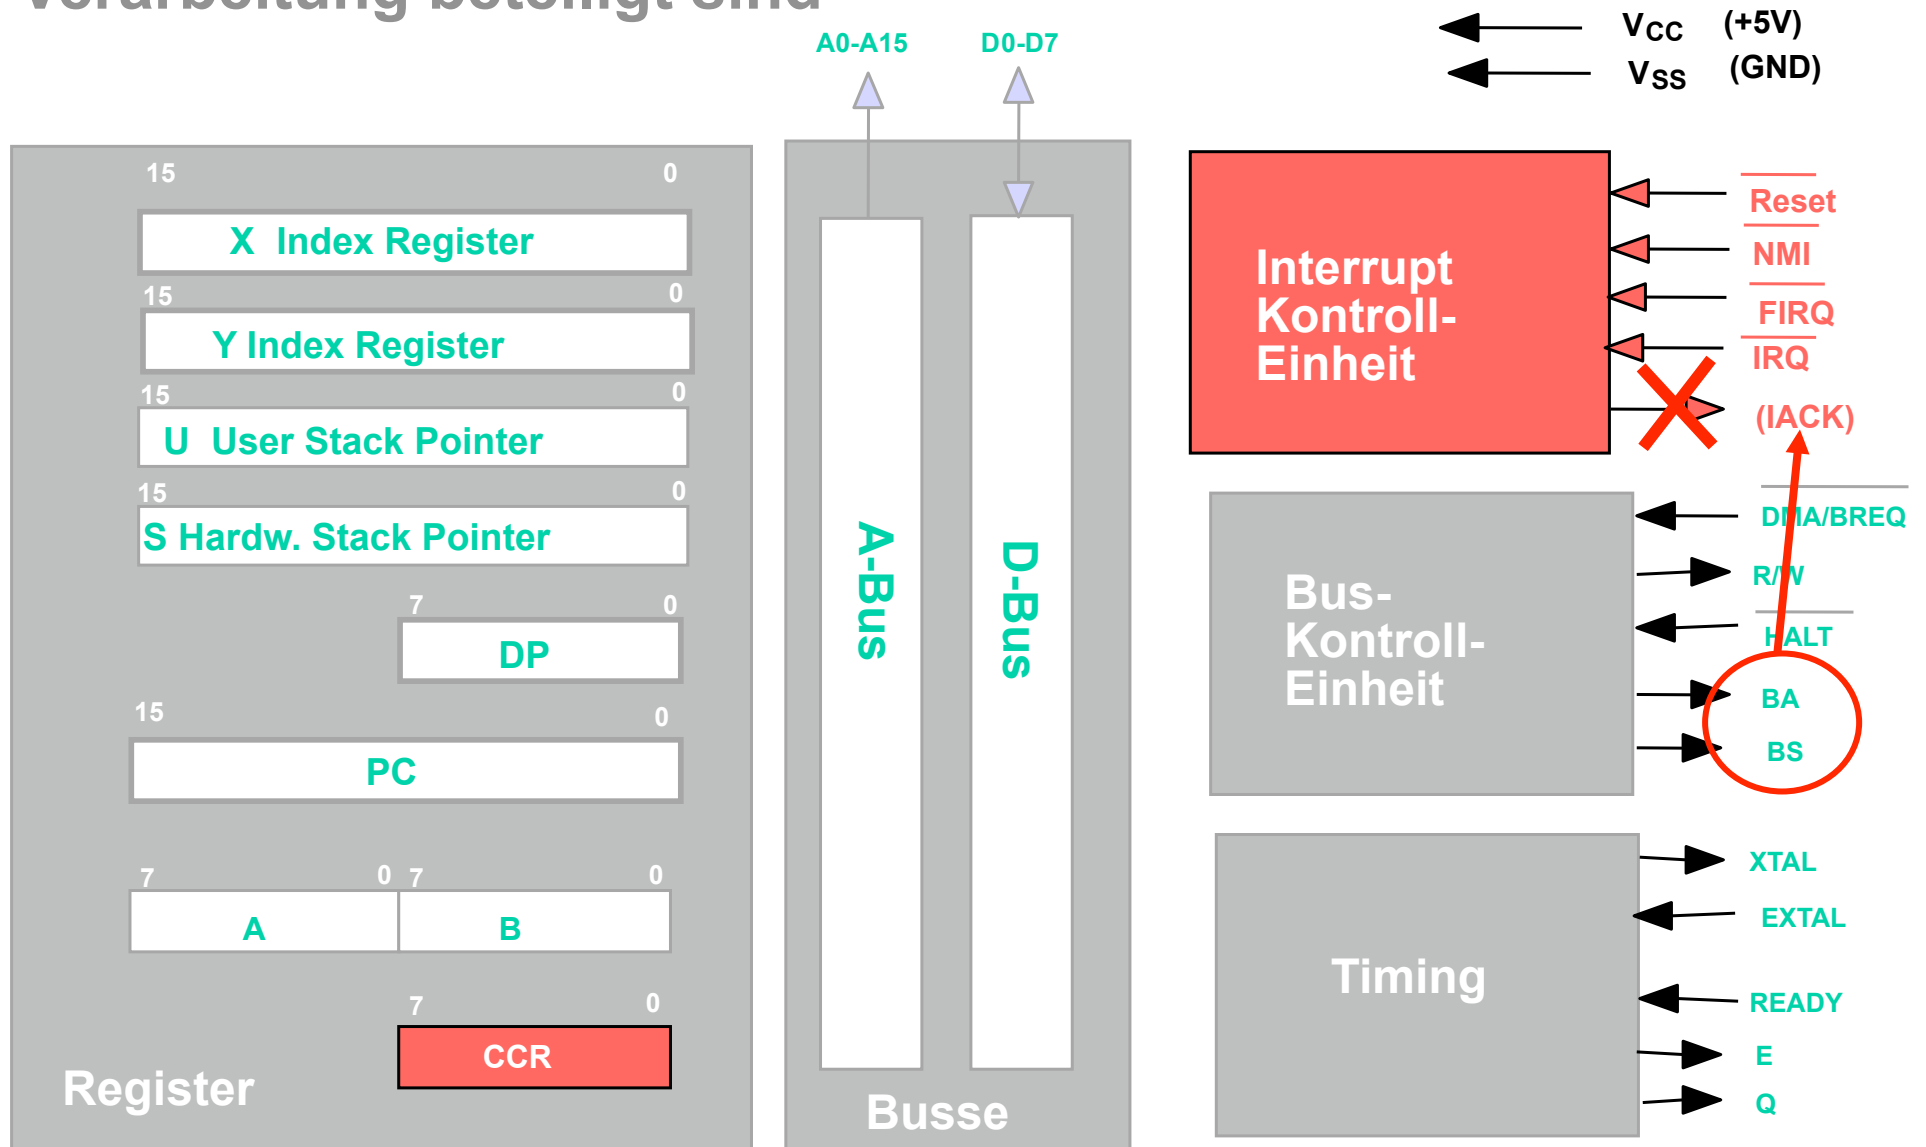 beteiligt sind
A0-A15
D0-D7
VCC (+5V)
VSS (GND)
15 0
X Index Register
15 0
Y Index Register
15 0
U User Stack Pointer
15 0
S Hardw. Stack Pointer
7 0
DP
15 0
PC
7 0 7 0
A B
7 0
CCR
Register
A-Bus
D-Bus
Busse
Interrupt
Kontroll-
Einheit
Reset
NMI
FIRQ
IRQ
(IACK)
Bus-
Kontroll-
Einheit
DMA/BREQ
R/W
HALT
BA
BS
Timing
XTAL
EXTAL
READY
E
Q